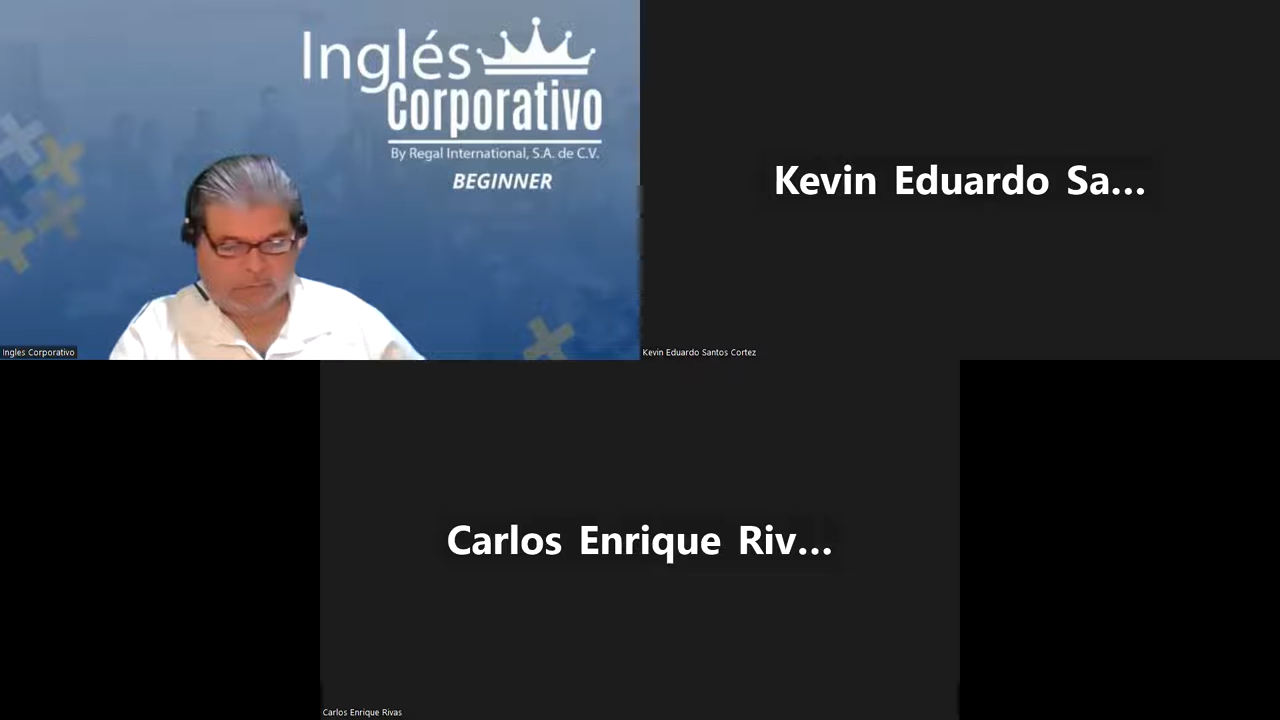 Inglés
Corporativo
By Regal International, S.A. de C.V.
BEGINNER
Ingles Corporativo
Kevin Eduardo Sa...
Kevin Eduardo Santos Cortez
Carlos Enrique Riv...
Carlos Enrique Rivas